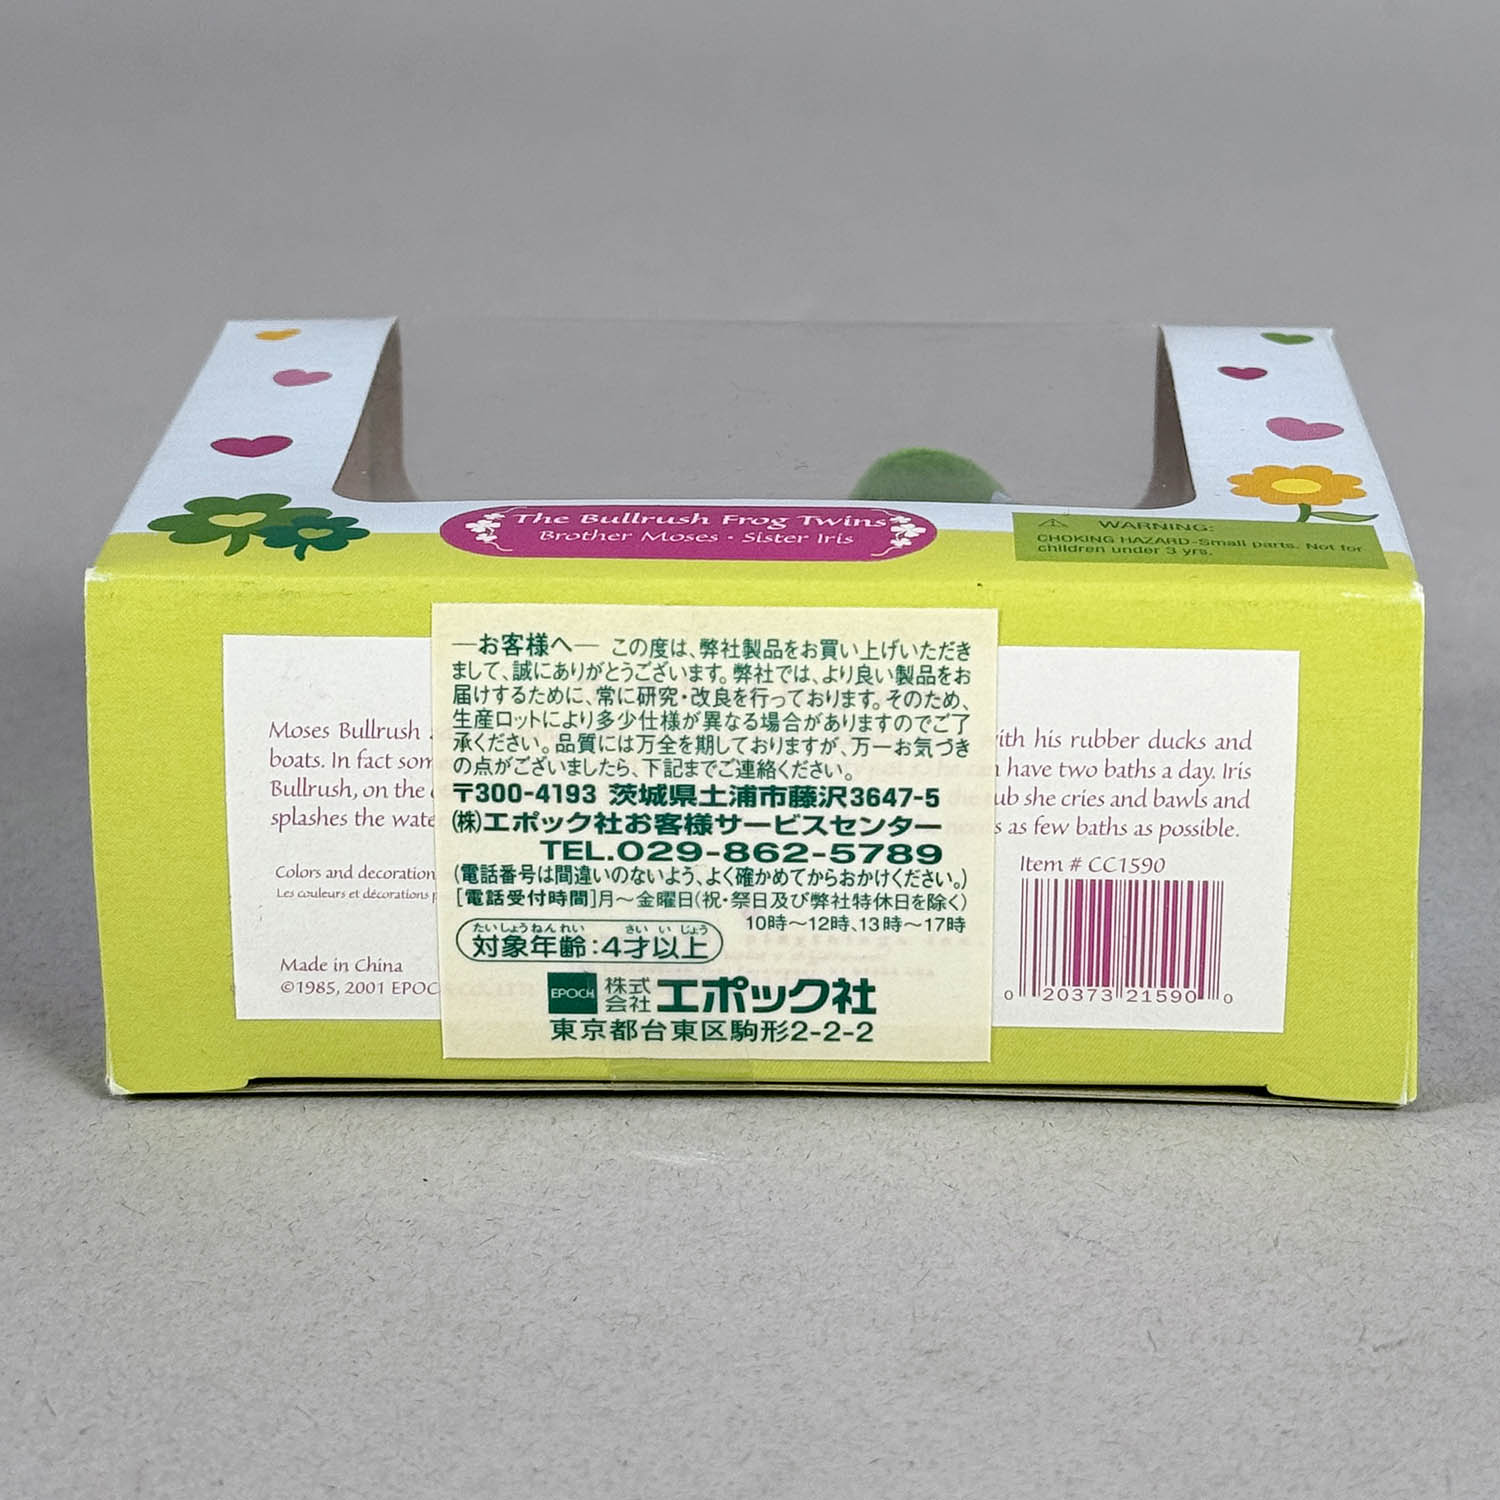 The Bullrush Frog Twins
Brother Moses · Sister Iris
WARNING:
CHOKING HAZARD-Small parts. Not for
children under 3 yrs.
—お客様へ— この度は、弊社製品をお買い上げいただき
まして、誠にありがとうございます。弊社では、より良い製品をお
届けするために、常に研究・改良を行っております。そのため、
生産ロットにより多少仕様が異なる場合がありますのでご了
承ください。品質には万全を期しておりますが、万一お気づき
の点がございましたら、下記までご連絡ください。
〒300-4193 茨城県土浦市藤沢3647-5
(株)エポック社お客様サービスセンター
TEL.029-862-5789
(電話番号は間違いのないよう、よく確かめてからおかけください。)
[電話受付時間]月～金曜日(祝・祭日及び弊社特休日を除く)
10時～12時、13時～17時
たいしょうねんれい さいいじょう
対象年齢:4才以上
EPOCH 株式会社 エポック社
東京都台東区駒形2-2-2
Moses Bullrush
boats. In fact som
Bullrush, on the
splashes the wate
Colors and decoration
Les couleurs et décorations
Made in China
©1985, 2001 EPOC
ith his rubber ducks and
have two baths a day. Iris
ub she cries and bawls and
as few baths as possible.
Item # CC1590
0 20373 21590 0